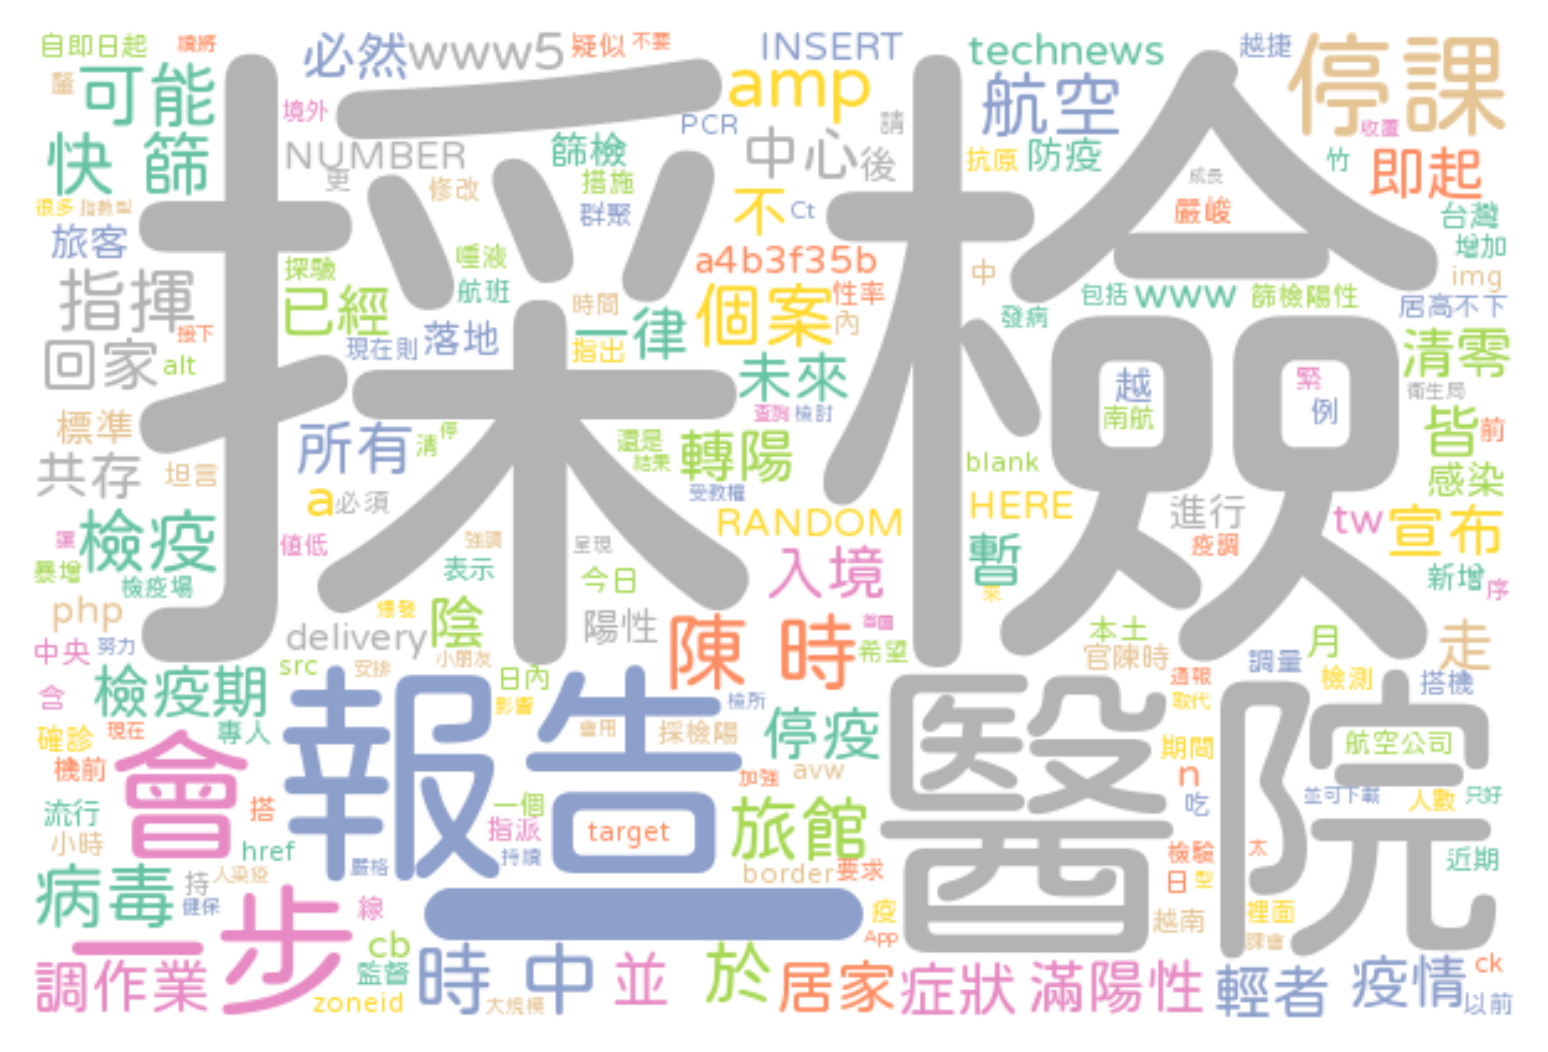 採檢
報告一
醫院
停課
會
一步
可能
快 篩
必然
www5
疑似
不要
INSERT
amp
technews
越捷
航空
自即日起
境外
NUMBER
篩檢
PCR
中心
請
後
抗原
防疫
收置
即起
竹
更
修改
措施
群聚
不
Ct
成長
嚴峻
台灣
增加
img
很多
指數型
旅客
指揮
接下
回家
alt
探驗
唾液
已經
航班
現在則
落地
時間
一律
指出
a4b3f35b
個案
性率
內
中
包括
www
篩檢陽性
發病
居高不下
清零
未來
查詢
檢討
越
南航
緊
例
衛生局
皆
前
標準
共存
坦言
所有
清
停
還是
結果
轉陽
受教權
a
必須
RANDOM
blank
HERE
進行
疫調
tw
宣布
感染
檢疫
讓
暴增
檢疫場
值低
強調
呈現
表示
今日
入境
暫
新增
序
php
delivery
爆發
陰
陽性
陳 時
首圖
希望
本土
官陳時
月
調量
走
中央
努力
小朋友
src
安排
日內
影響
通報
取代
檢測
搭機
含
檢疫期
檢所
確診
現在
專人
會用
採檢陽
停疫
期間
航空公司
機前
加強
avw
n
吃
並可下載
人數
只好
流行
搭
一個
指派
target
旅館
小時
href
持續
border
要求
檢驗
太
近期
嚴格
日
型
病毒
持
人染疫
健保
線
疫
越南
裡面
課會
App
cb
監督
調作業
zoneid
時 中
大規模
並
於
居家
症狀
滿陽性
輕者
疫情
ck
以前